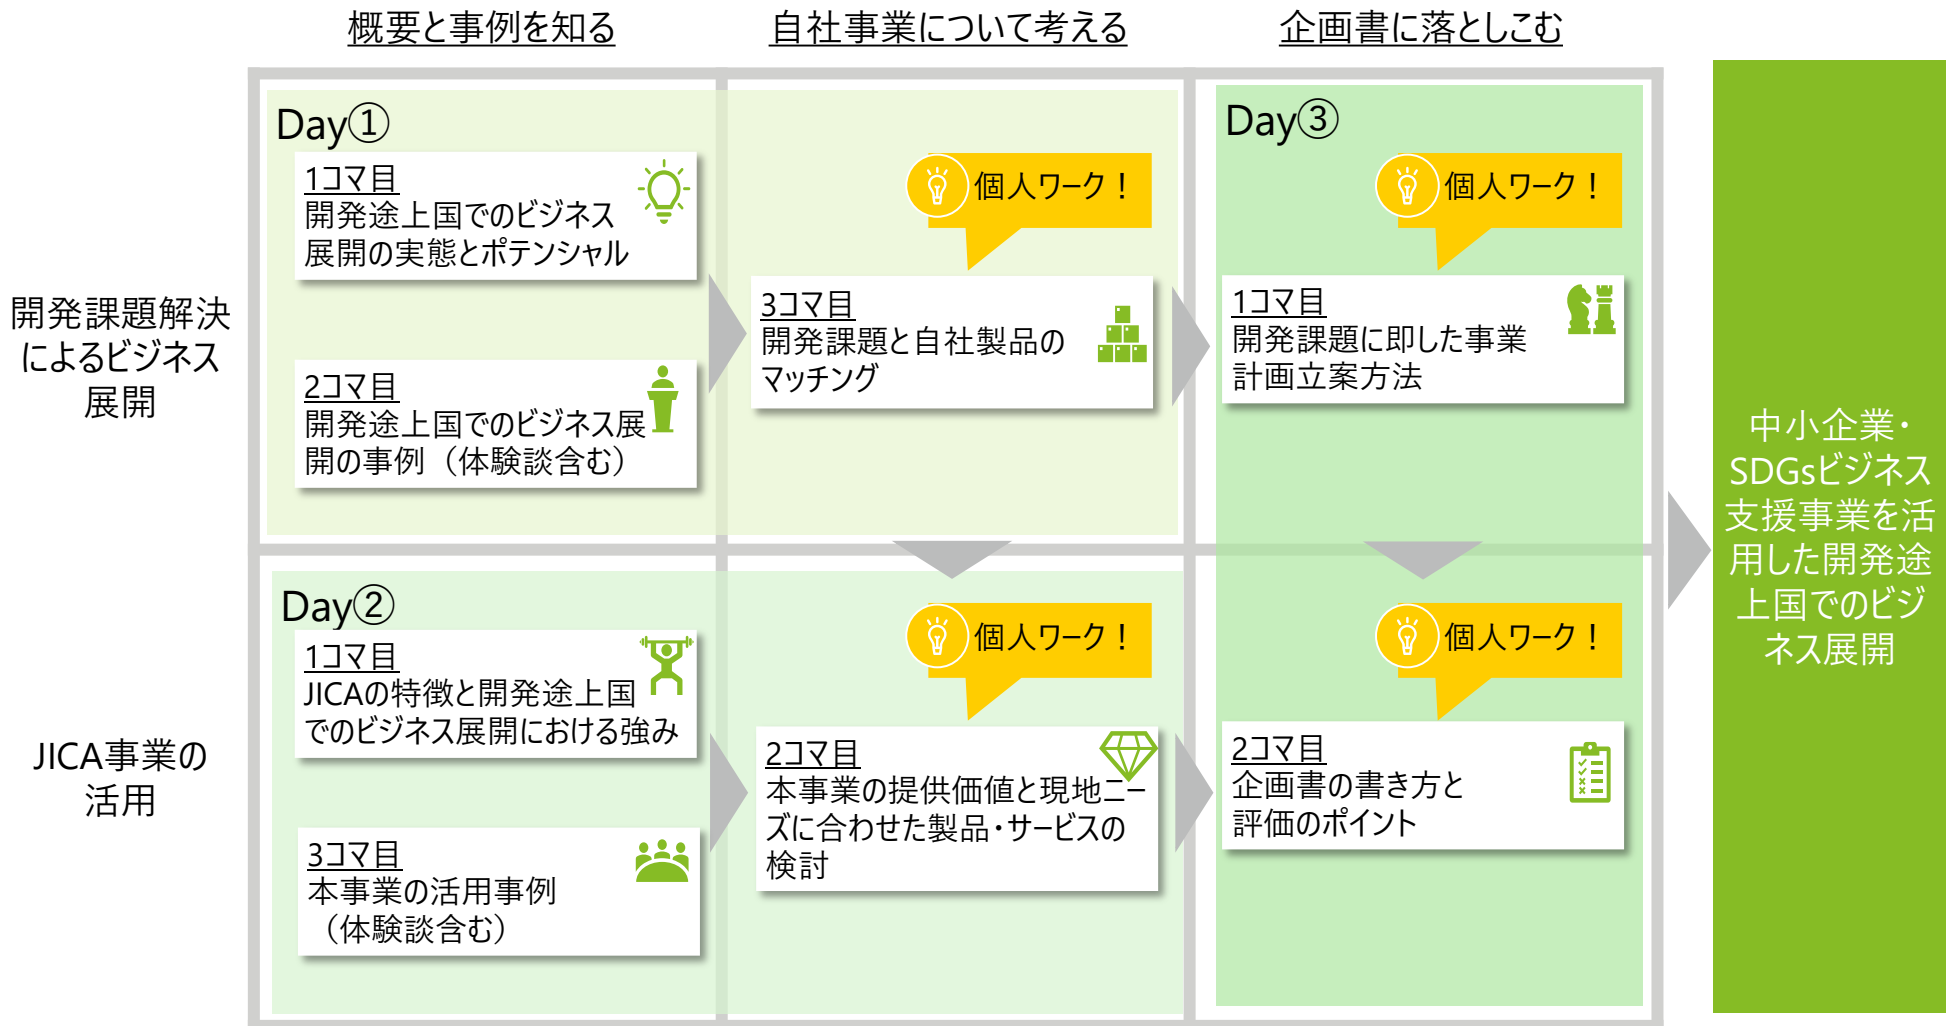 概要と事例を知る
自社事業について考える
企画書に落としこむ
開発課題解決
によるビジネス
展開
Day①
1コマ目
開発途上国でのビジネス
展開の実態とポテンシャル
2コマ目
開発途上国でのビジネス展
開の事例（体験談含む）
個人ワーク！
3コマ目
開発課題と自社製品の
マッチング
Day③
個人ワーク！
1コマ目
開発課題に即した事業
計画立案方法
JICA事業の
活用
Day②
1コマ目
JICAの特徴と開発途上国
でのビジネス展開における強み
3コマ目
本事業の活用事例
（体験談含む）
個人ワーク！
2コマ目
本事業の提供価値と現地ニー
ズに合わせた製品・サービスの
検討
個人ワーク！
2コマ目
企画書の書き方と
評価のポイント
中小企業・
SDGsビジネス
支援事業を活
用した開発途
上国でのビジ
ネス展開